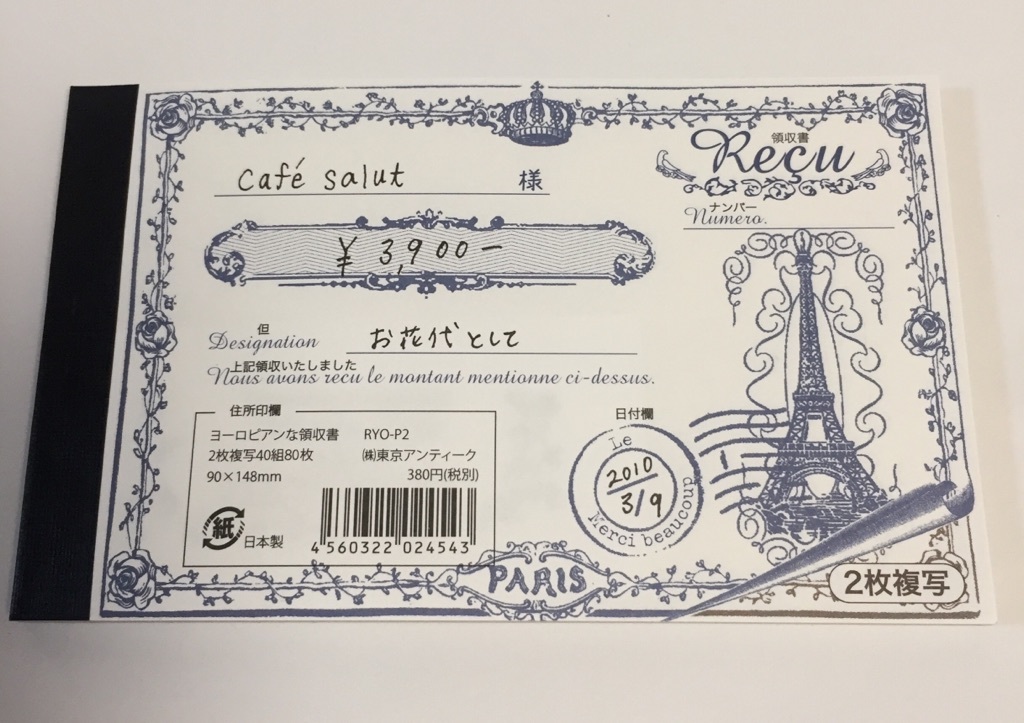 領収書
Reçu
Café salut 様
ナンバー
Numero.
¥ 3,900-
但
Designation お花代として
上記領収いたしました
Nous avons recu le montant mentionne ci-dessus.
住所印欄
ヨーロピアンな領収書 RYO-P2
2枚複写40組80枚 ㈱東京アンティーク
90×148mm 380円(税別)
紙 日本製
4 560322 024543
日付欄
Le
2010
3/9
Merci beaucoup
PARIS
2枚複写